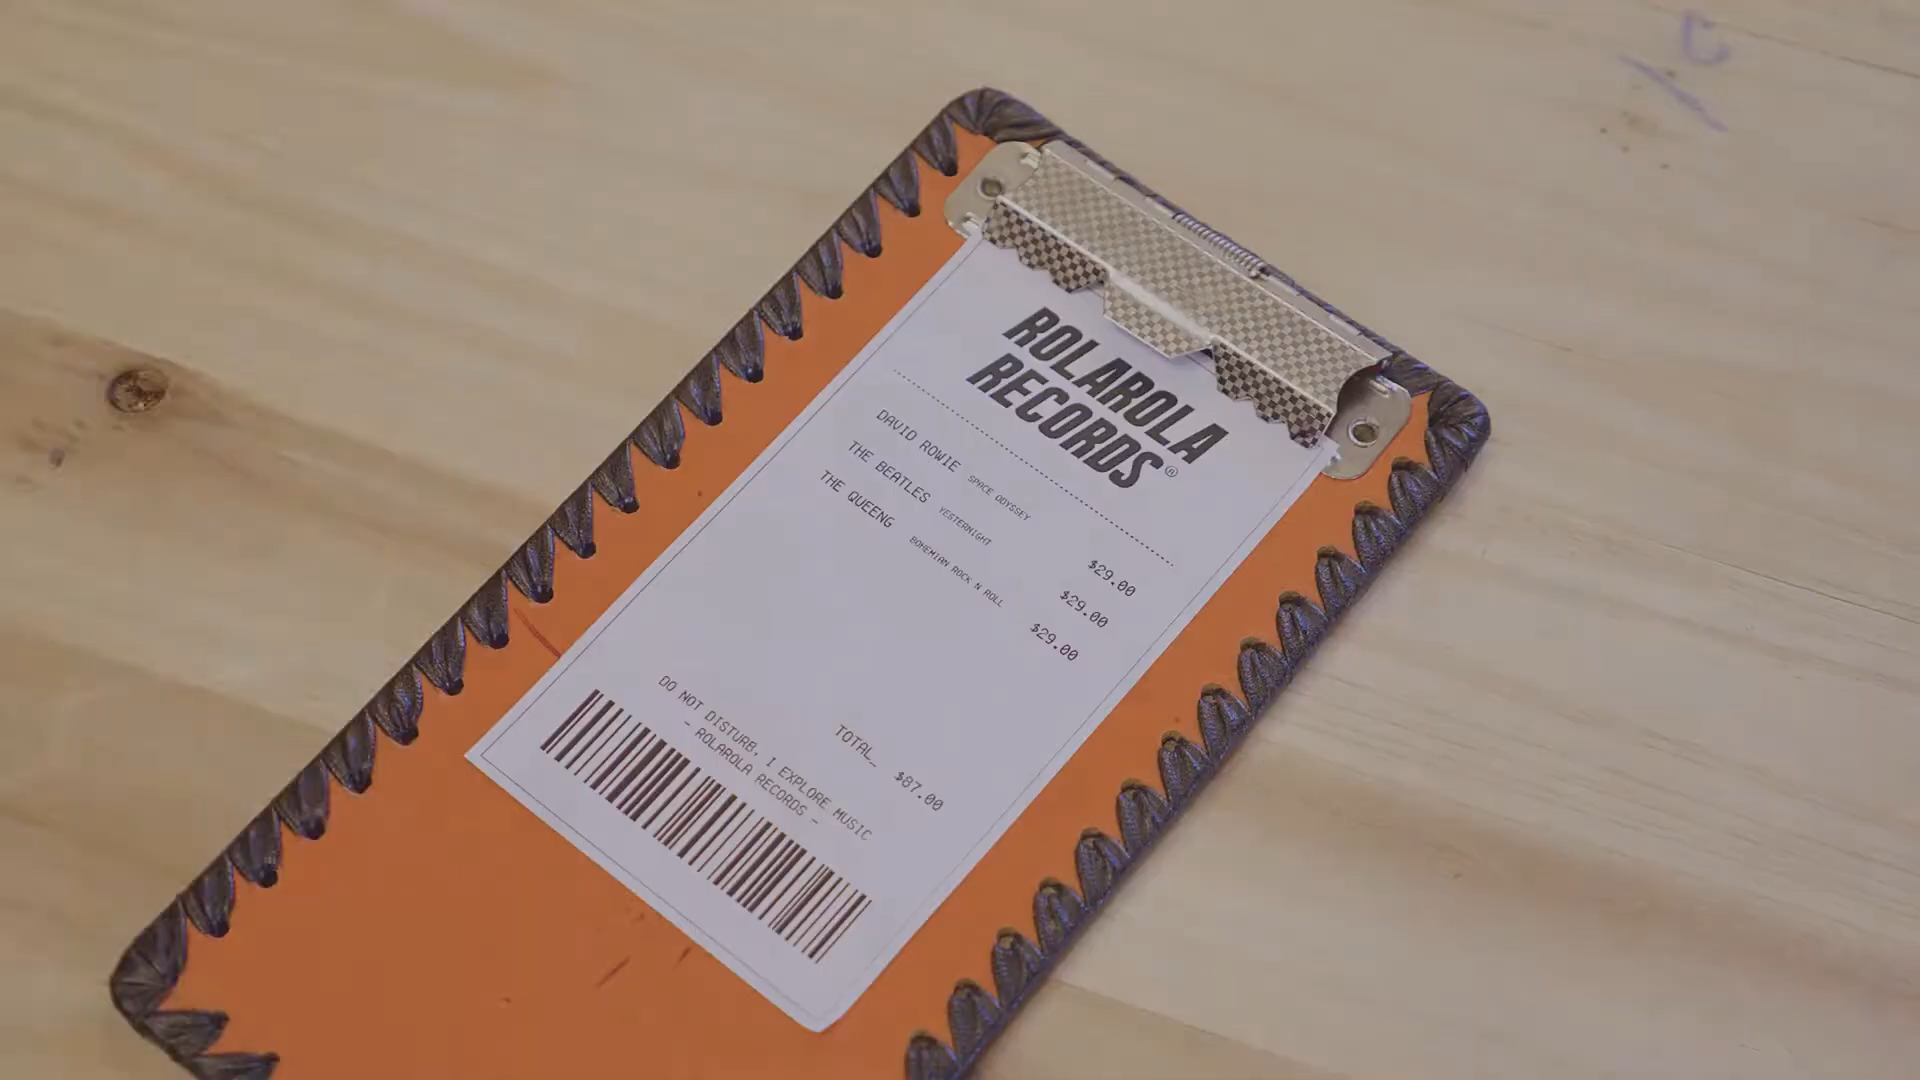 ROLAROLA
RECORDS®
DAVID ROWIE SPACE ODYSSEY $29.00
THE BEATLES YESTERNIGHT $29.00
THE QUEENG BOHEMIAN ROCK N ROLL $29.00
TOTAL_ $87.00
DO NOT DISTURB, I EXPLORE MUSIC
- ROLAROLA RECORDS -